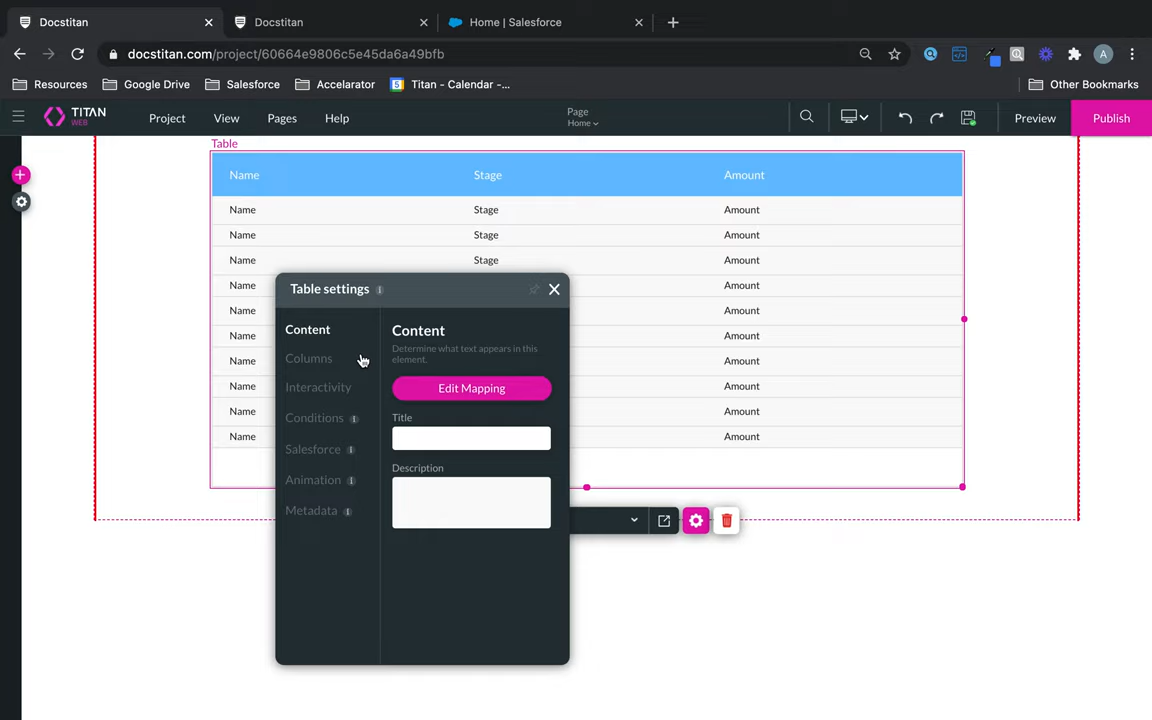 Docstitan
Docstitan
Home | Salesforce
docstitan.com/project/60664e9806c5e45da6a49bfb
A
Resources
Google Drive
Salesforce
Accelarator
5
Titan - Calendar -...
Other Bookmarks
TITAN
WEB
Project
View
Pages
Help
Page
Home
Preview
Publish
Table
Name Stage Amount
Name Stage Amount
Name Stage Amount
Name Stage Amount
Name Amount
Name Amount
Name Amount
Name Amount
Name Amount
Name Amount
Name Amount
Table settings
Content
Columns
Interactivity
Conditions
Salesforce
Animation
Metadata
Content
Determine what text appears in this
element.
Edit Mapping
Title
Description